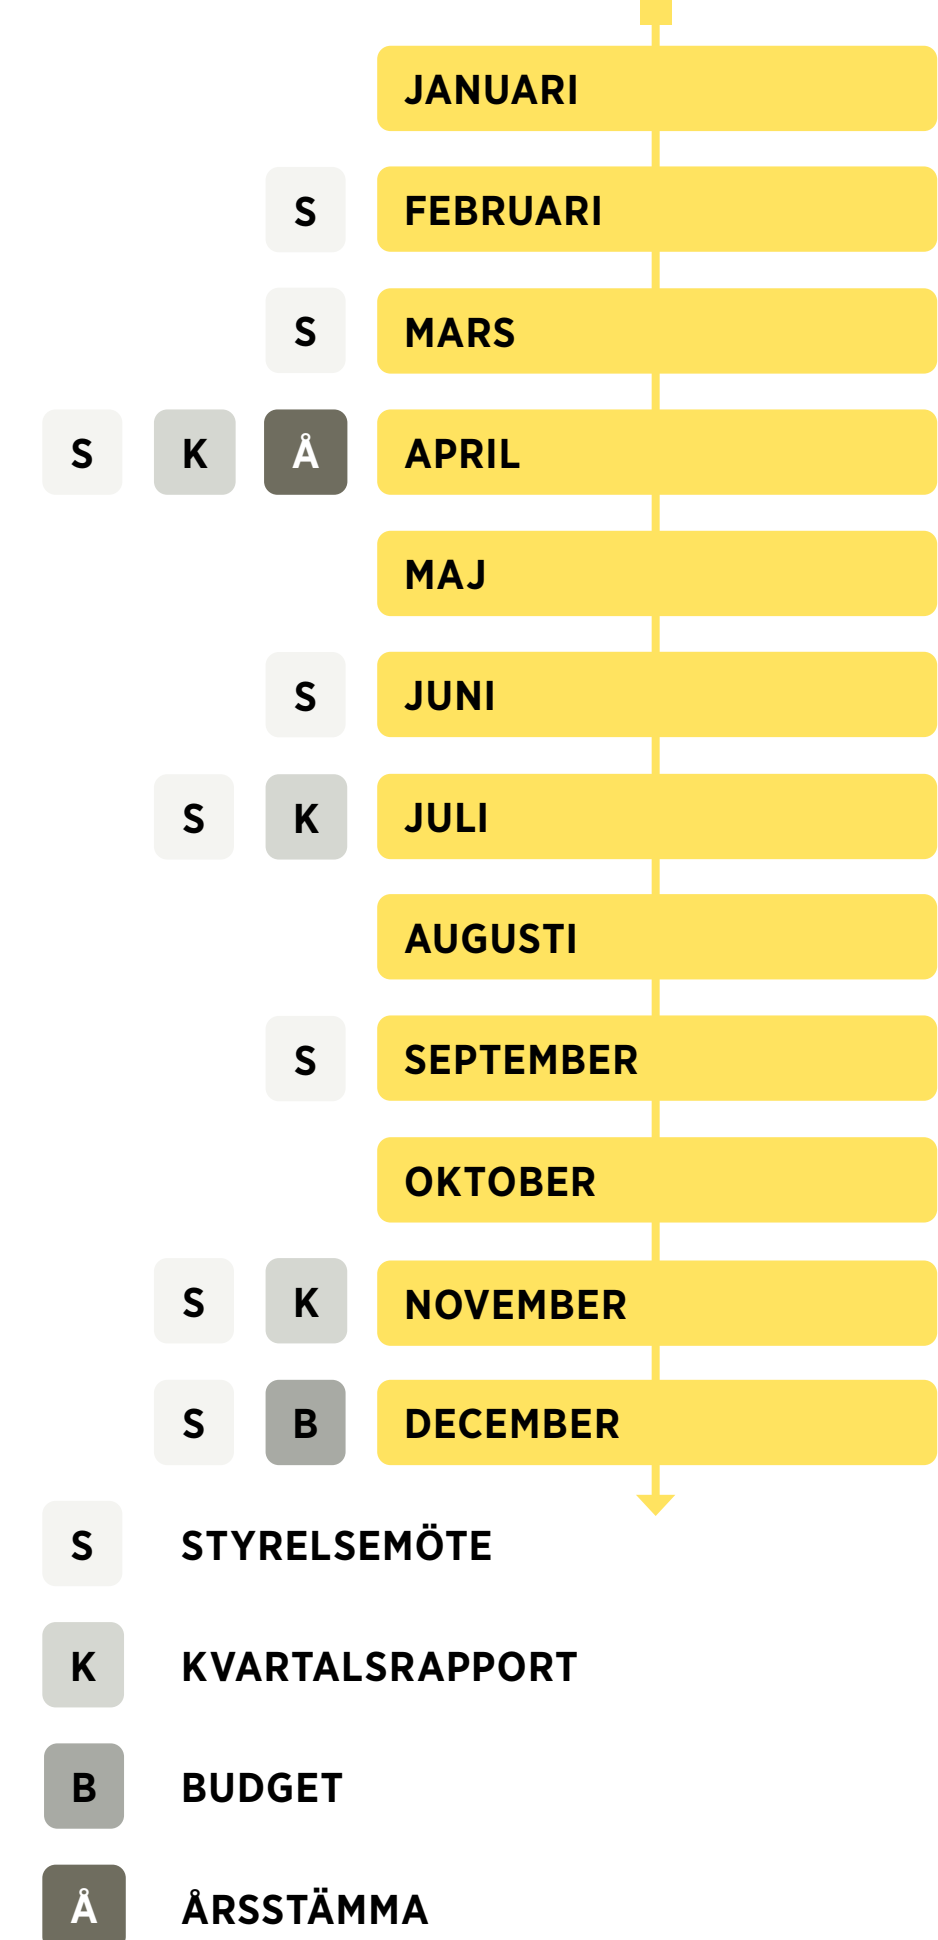 JANUARI
S FEBRUARI
S MARS
S K Å APRIL
MAJ
S JUNI
S K JULI
AUGUSTI
S SEPTEMBER
OKTOBER
S K NOVEMBER
S B DECEMBER
S STYRELSEMÖTE
K KVARTALSRAPPORT
B BUDGET
Å ÅRSSTÄMMA